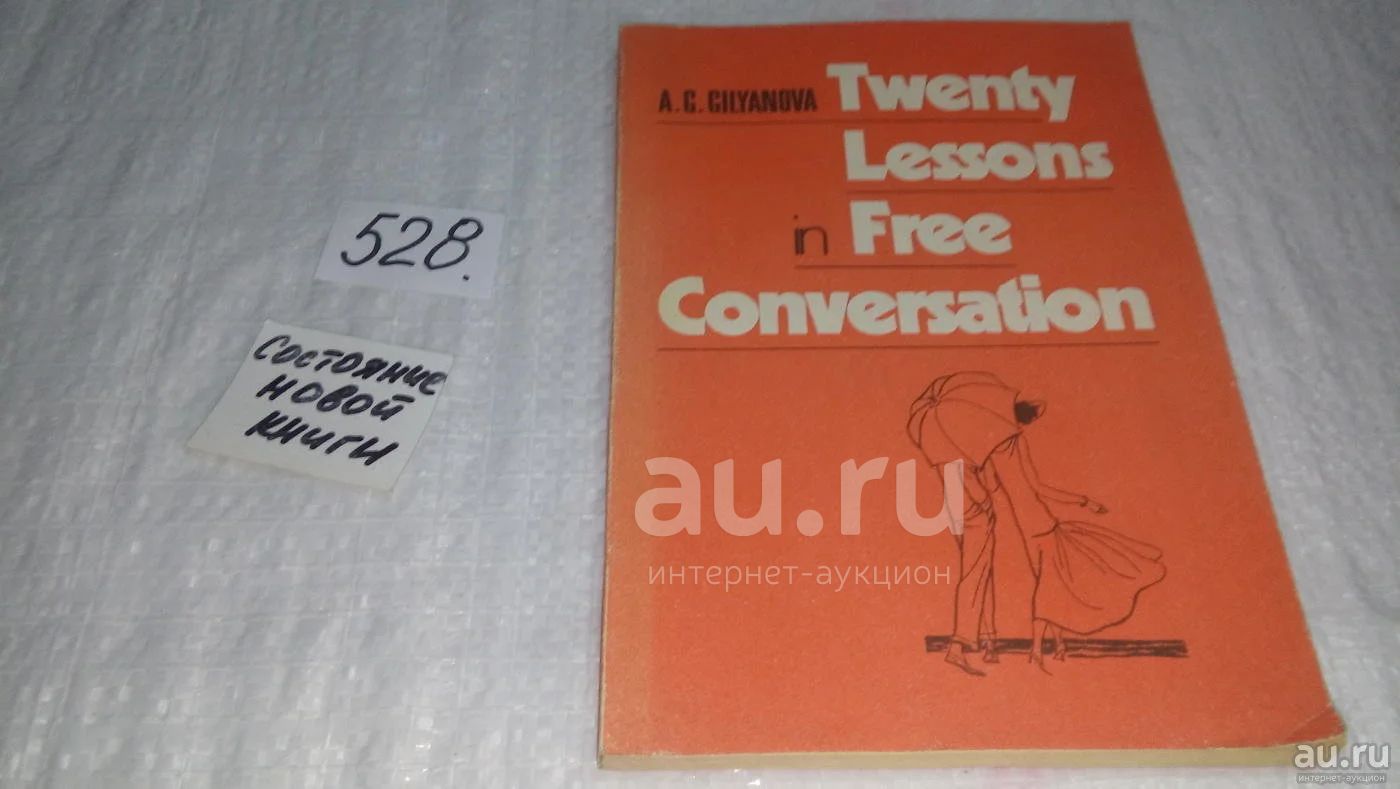 A.G. GILYANOVA Twenty
Lessons
in Free
Conversation
528.
Состояние
новой
книги
au.ru
интернет-аукцион
au.ru
интернет-аукцион